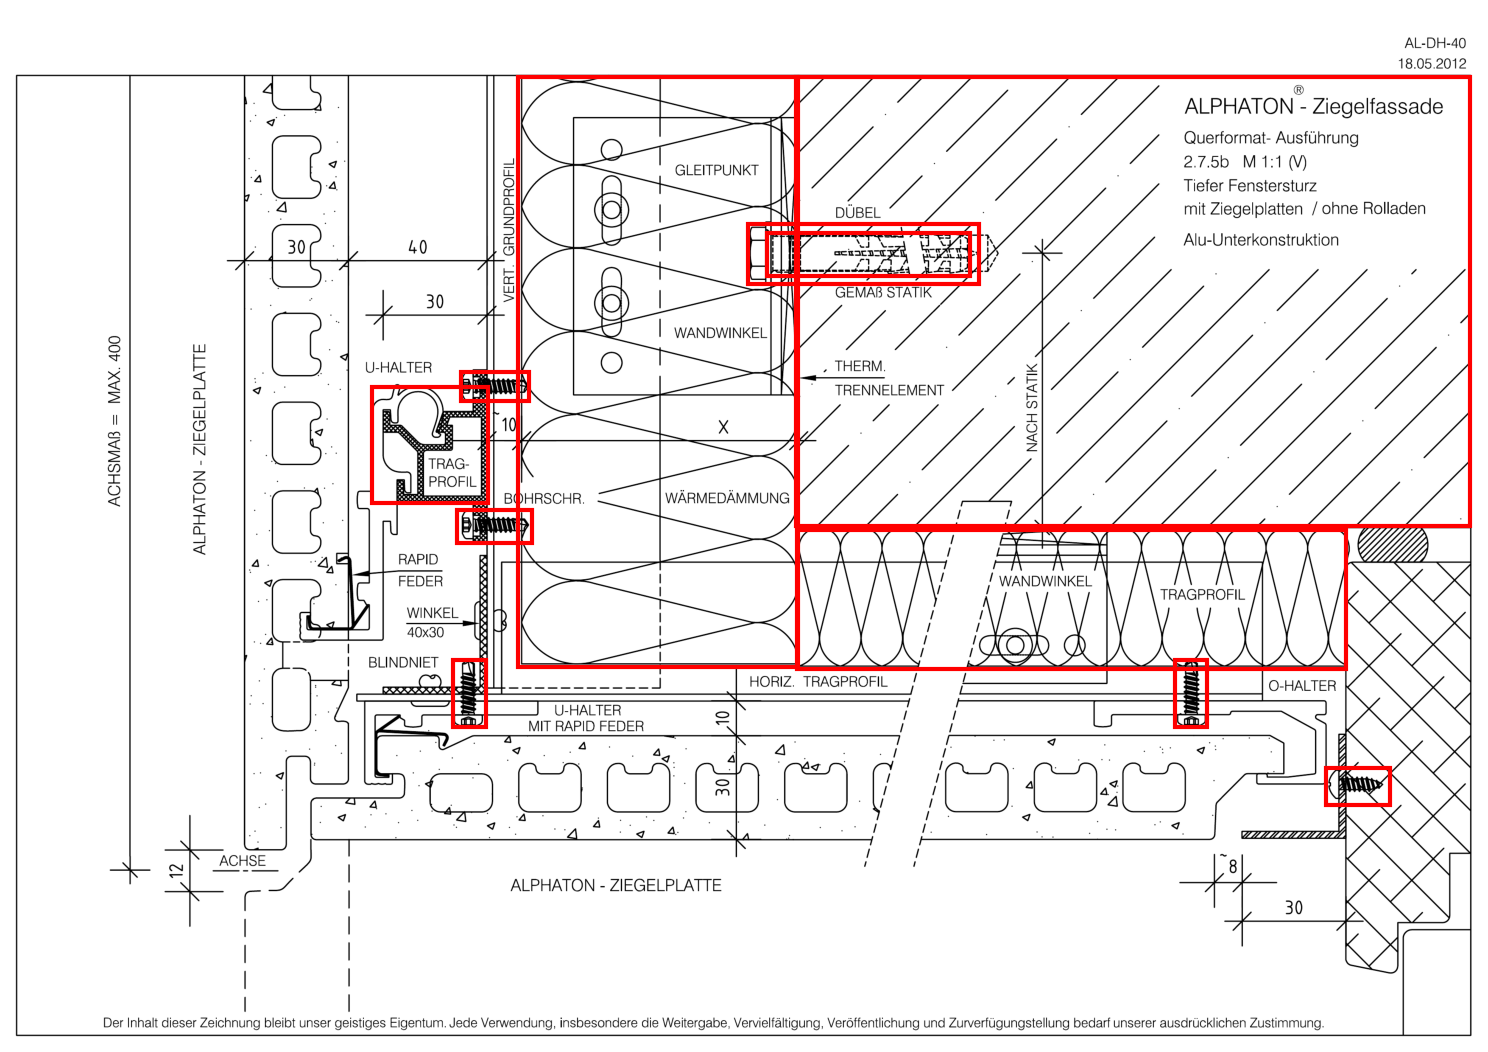 AL-DH-40
18.05.2012
ALPHATON® - Ziegelfassade
Querformat- Ausführung
2.7.5b M 1:1 (V)
Tiefer Fenstersturz
mit Ziegelplatten / ohne Rolladen
Alu-Unterkonstruktion
GLEITPUNKT
VERT. GRUNDPROFIL
DÜBEL
GEMÄß STATIK
30
40
30
WANDWINKEL
ACHSMAß = MAX. 400
ALPHATON - ZIEGELPLATTE
U-HALTER
THERM.
TRENNELEMENT
NACH STATIK
~10
X
TRAG-
PROFIL
BOHRSCHR.
WÄRMEDÄMMUNG
RAPID
FEDER
WANDWINKEL
TRAGPROFIL
WINKEL
40x30
BLINDNIET
HORIZ. TRAGPROFIL
O-HALTER
U-HALTER
MIT RAPID FEDER
10
30
ACHSE
12
~8
ALPHATON - ZIEGELPLATTE
30
Der Inhalt dieser Zeichnung bleibt unser geistiges Eigentum. Jede Verwendung, insbesondere die Weitergabe, Vervielfältigung, Veröffentlichung und Zurverfügungstellung bedarf unserer ausdrücklichen Zustimmung.